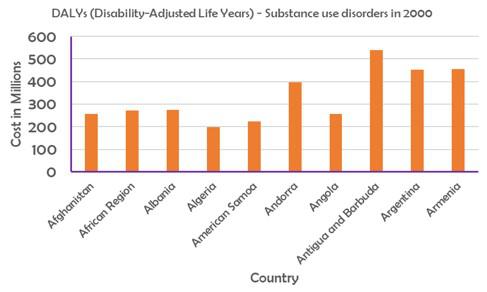 DALYs (Disability-Adjusted Life Years) - Substance use disorders in 2000
600
500
400
300
200
100
0
Cost in Millions
Afghanistan
African Region
Albania
Algeria
American Samoa
Andorra
Angola
Antigua and Barbuda
Argentina
Armenia
Country